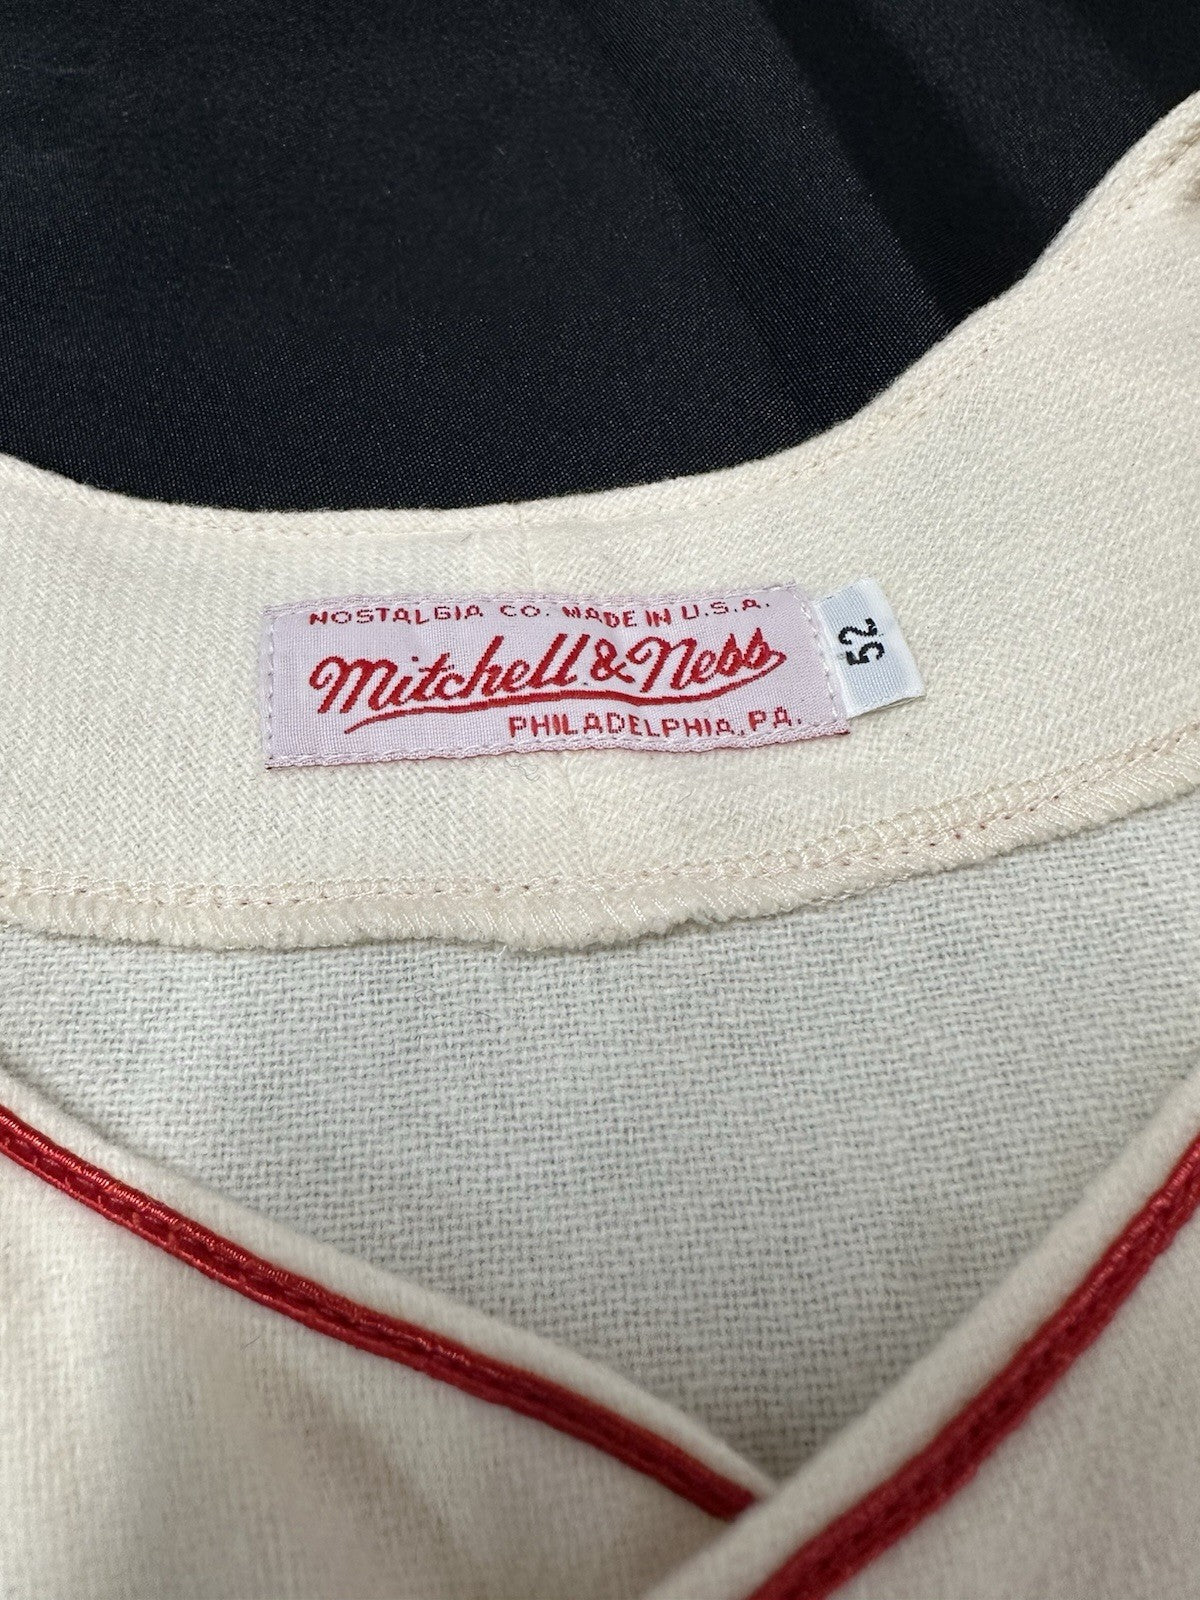 NOSTALGIA CO. MADE IN U.S.A.
Mitchell & Ness
PHILADELPHIA, PA.
52